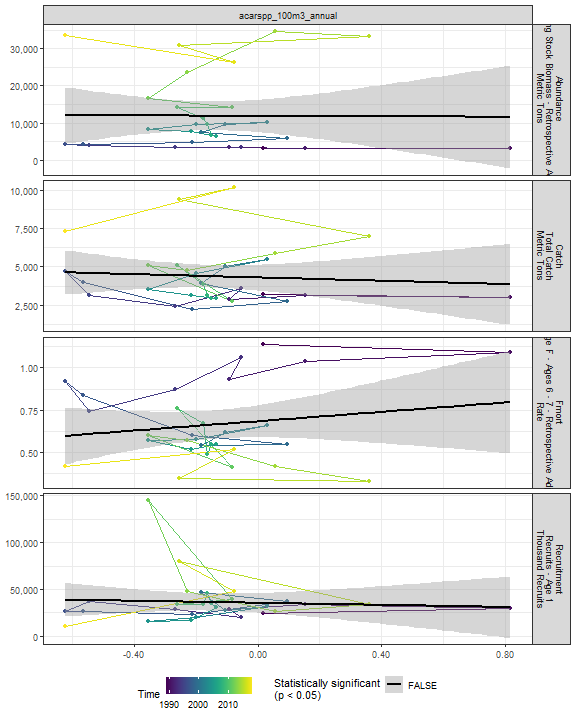 acarspp_100m3_annual
30,000
20,000
10,000
0
Abundance
ng Stock Biomass - Retrospective A
Metric Tons
10,000
7,500
5,000
2,500
Catch
Total Catch
Metric Tons
1.00
0.75
0.50
Fmort
ge F - Ages 6 - 7 - Retrospective Ad
Rate
150,000
100,000
50,000
0
Recruitment
Recruits - Age 1
Thousand Recruits
-0.40 0.00 0.40 0.80
Time
1990 2000 2010
Statistically significant
(p < 0.05)
FALSE